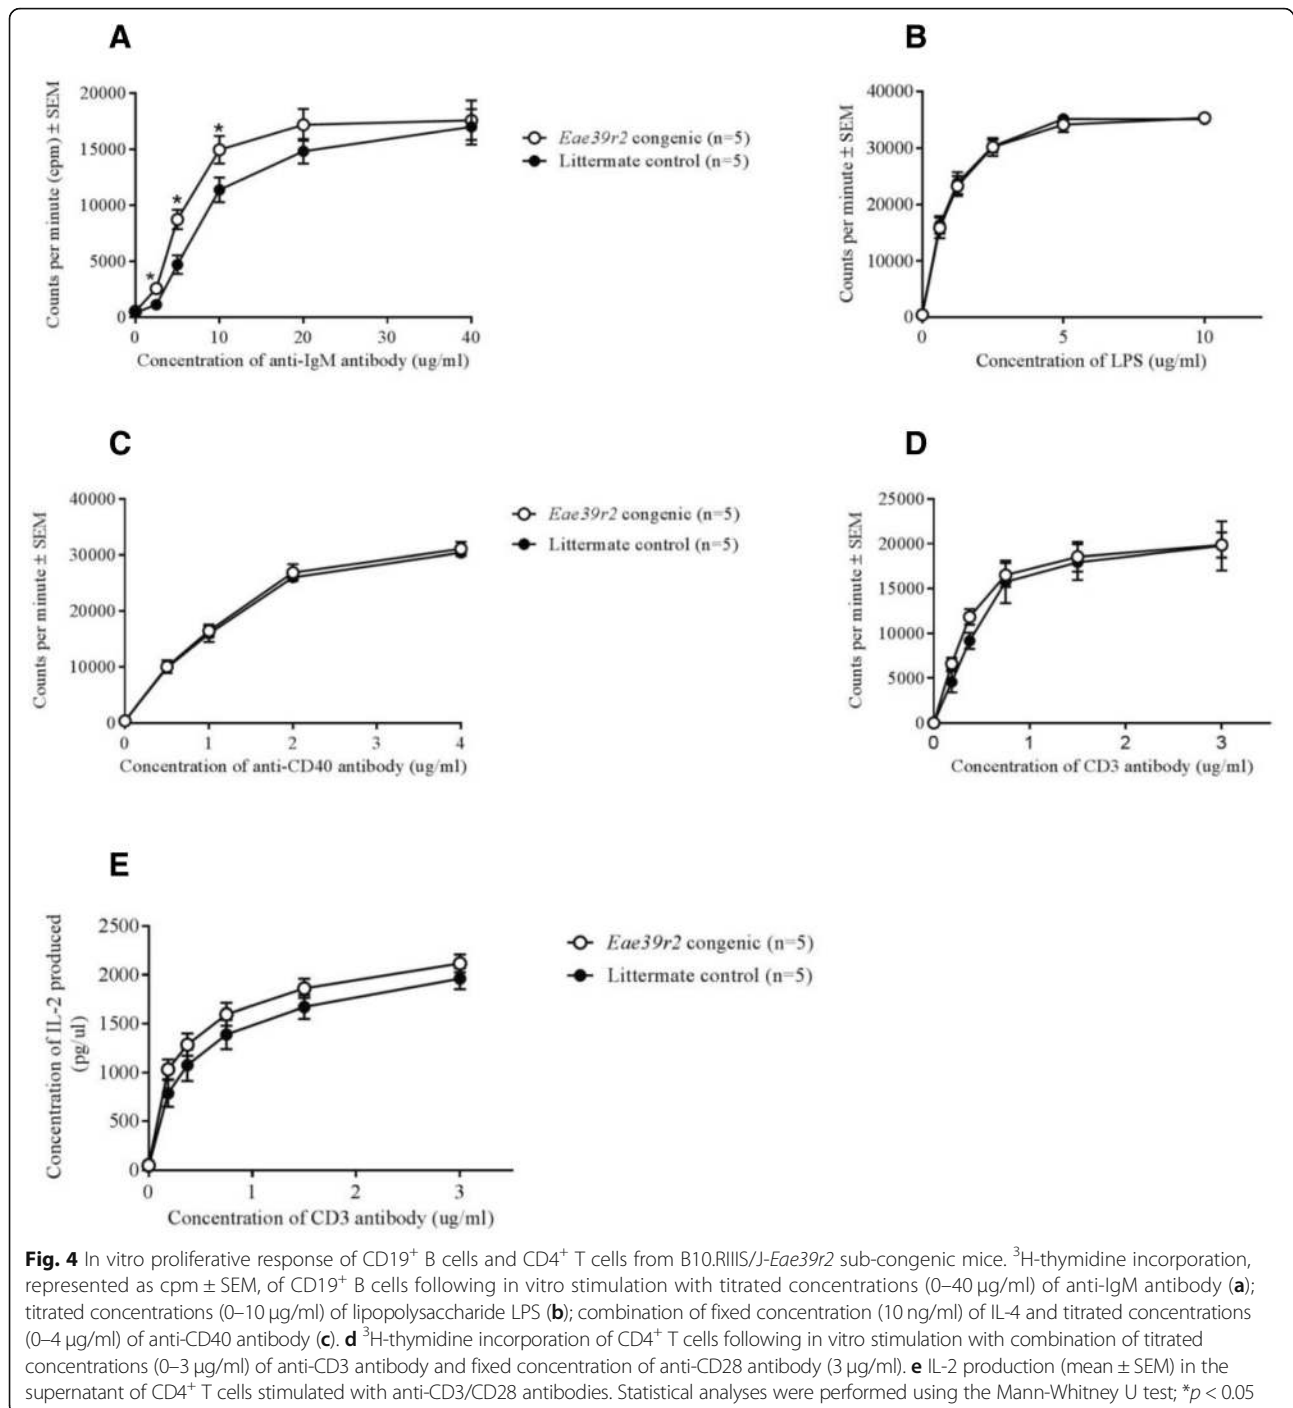 A
20000
15000
10000
5000
0
Counts per minute (cpm) ± SEM
*
*
*
0 10 20 30 40
Concentration of anti-IgM antibody (ug/ml)
Eae39r2 congenic (n=5)
Littermate control (n=5)
B
40000
30000
20000
10000
0
Counts per minute ± SEM
0 5 10
Concentration of LPS (ug/ml)
C
40000
30000
20000
10000
0
Counts per minute ± SEM
0 1 2 3 4
Concentration of anti-CD40 antibody (ug/ml)
Eae39r2 congenic (n=5)
Littermate control (n=5)
D
25000
20000
15000
10000
5000
0
Counts per minute ± SEM
0 1 2 3
Concentration of CD3 antibody (ug/ml)
E
2500
2000
1500
1000
500
0
Concentration of IL-2 produced
(pg/ul)
0 1 2 3
Concentration of CD3 antibody (ug/ml)
Eae39r2 congenic (n=5)
Littermate control (n=5)
Fig. 4 In vitro proliferative response of CD19⁺ B cells and CD4⁺ T cells from B10.RIIIS/J-Eae39r2 sub-congenic mice. ³H-thymidine incorporation,
represented as cpm ± SEM, of CD19⁺ B cells following in vitro stimulation with titrated concentrations (0–40 μg/ml) of anti-IgM antibody (a);
titrated concentrations (0–10 μg/ml) of lipopolysaccharide LPS (b); combination of fixed concentration (10 ng/ml) of IL-4 and titrated concentrations
(0–4 μg/ml) of anti-CD40 antibody (c). d ³H-thymidine incorporation of CD4⁺ T cells following in vitro stimulation with combination of titrated
concentrations (0–3 μg/ml) of anti-CD3 antibody and fixed concentration of anti-CD28 antibody (3 μg/ml). e IL-2 production (mean ± SEM) in the
supernatant of CD4⁺ T cells stimulated with anti-CD3/CD28 antibodies. Statistical analyses were performed using the Mann-Whitney U test; *p < 0.05